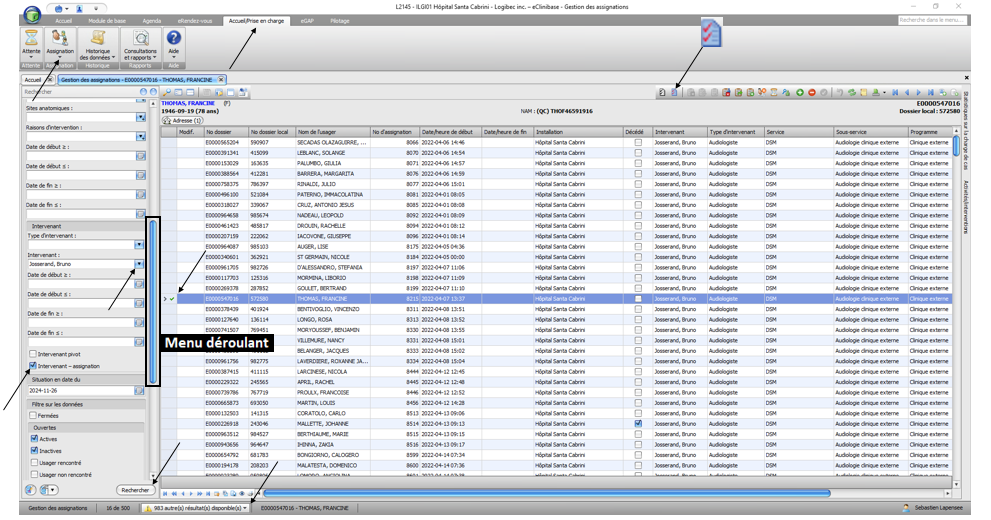 L2145 - ILGI01 Hôpital Santa Cabrini - Logibec inc. – eClinibase - Gestion des assignations
Accueil Module de base Agenda eRendez-vous Accueil/Prise en charge eGAP Pilotage
Recherche dans le menu...
Attente Assignation Historique des données Consultations et rapports Aide
Attente Assignation Historique Rapports Aide
Accueil Gestion des assignations - E0000547016 - THOMAS, FRANCINE
Rechercher
Sites anatomiques :
Raisons d'intervention :
Date de début ≥ :
Date de début ≤ :
Date de fin ≥ :
Date de fin ≤ :
Intervenant
Type d'intervenant :
Intervenant :
Josserand, Bruno
Date de début ≥ :
Date de début ≤ :
Date de fin ≥ :
Date de fin ≤ :
Intervenant pivot
Intervenant – assignation
Situation en date du
2024-11-26
Filtre sur les données
Fermées
Ouvertes
Actives
Inactives
Usager rencontré
Usager non rencontré
Rechercher
THOMAS, FRANCINE (F)
1946-09-19 (78 ans)
NAM : (QC) THOF46591916
E0000547016
Dossier local : 572580
Adresse (1)
Modif. No dossier No dossier local Nom de l'usager No d'assignation Date/heure de début Date/heure de fin Installation Décédé Intervenant Type d'intervenant Service Sous-service Programme
E0000565204 590907 SECADAS OLAZAGUIRRE, ... 8066 2022-04-06 14:46 Hôpital Santa Cabrini Josserand, Bruno Audiologiste DSM Audiologie clinique externe Clinique externe
E0000391341 415099 LEBLANC, SOLANGE 8070 2022-04-06 14:54 Hôpital Santa Cabrini Josserand, Bruno Audiologiste DSM Audiologie clinique externe Clinique externe
E0000153029 163635 PALUMBO, GIULIA 8071 2022-04-06 14:57 Hôpital Santa Cabrini Josserand, Bruno Audiologiste DSM Audiologie clinique externe Clinique externe
E0000388564 412281 BARRERA, MARGARITA 8076 2022-04-06 14:59 Hôpital Santa Cabrini Josserand, Bruno Audiologiste DSM Audiologie clinique externe Clinique externe
E0000758375 786397 RINALDI, JULIO 8077 2022-04-06 15:01 Hôpital Santa Cabrini Josserand, Bruno Audiologiste DSM Audiologie clinique externe Clinique externe
E0000496100 521084 PATERNO, IMMACOLATINA 8081 2022-04-01 08:05 Hôpital Santa Cabrini Josserand, Bruno Audiologiste DSM Audiologie clinique externe Clinique externe
E0000318027 339067 CRUZ, ANTONIO JESUS 8085 2022-04-01 08:08 Hôpital Santa Cabrini Josserand, Bruno Audiologiste DSM Audiologie clinique externe Clinique externe
E0000964658 985674 NADEAU, LEOPOLD 8092 2022-04-01 08:09 Hôpital Santa Cabrini Josserand, Bruno Audiologiste DSM Audiologie clinique externe Clinique externe
E0000461423 485817 DROUIN, RACHELLE 8094 2022-04-01 08:12 Hôpital Santa Cabrini Josserand, Bruno Audiologiste DSM Audiologie clinique externe Clinique externe
E0000207159 222062 IACOVONE, GIUSEPPE 8096 2022-04-01 08:14 Hôpital Santa Cabrini Josserand, Bruno Audiologiste DSM Audiologie clinique externe Clinique externe
E0000964087 985103 AUGER, LISE 8175 2022-04-05 04:36 Hôpital Santa Cabrini Josserand, Bruno Audiologiste DSM Audiologie clinique externe Clinique externe
E0000340601 362921 ST GERMAIN, NICOLE 8184 2022-04-05 00:00 Hôpital Santa Cabrini Josserand, Bruno Audiologiste DSM Audiologie clinique externe Clinique externe
E0000961705 982726 D'ALESSANDRO, STEFANIA 8197 2022-04-07 11:06 Hôpital Santa Cabrini Josserand, Bruno Audiologiste DSM Audiologie clinique externe Clinique externe
E0000117703 125316 MORMINA, LIBORIO 8198 2022-04-07 11:09 Hôpital Santa Cabrini Josserand, Bruno Audiologiste DSM Audiologie clinique externe Clinique externe
E0000269378 287852 GOULET, BERTRAND 8199 2022-04-07 11:10 Hôpital Santa Cabrini Josserand, Bruno Audiologiste DSM Audiologie clinique externe Clinique externe
E0000547016 572580 THOMAS, FRANCINE 8215 2022-04-07 13:37 Hôpital Santa Cabrini Josserand, Bruno Audiologiste DSM Audiologie clinique externe Clinique externe
E0000378439 401924 BENTIVOGLIO, VINCENZO 8311 2022-04-08 13:51 Hôpital Santa Cabrini Josserand, Bruno Audiologiste DSM Audiologie clinique externe Clinique externe
E0000127640 136114 LONGO, ROSA 8313 2022-04-08 13:52 Hôpital Santa Cabrini Josserand, Bruno Audiologiste DSM Audiologie clinique externe Clinique externe
E0000741507 769451 MORYOUSSEF, BENJAMIN 8330 2022-04-08 13:55 Hôpital Santa Cabrini Josserand, Bruno Audiologiste DSM Audiologie clinique externe Clinique externe
Menu déroulant
VILLEMURE, NANCY 8331 2022-04-08 15:01 Hôpital Santa Cabrini Josserand, Bruno Audiologiste DSM Audiologie clinique externe Clinique externe
BELANGER, JACQUES 8333 2022-04-08 15:02 Hôpital Santa Cabrini Josserand, Bruno Audiologiste DSM Audiologie clinique externe Clinique externe
E0000961756 982775 LAVERDIERE, ROXANNE JA... 8334 2022-04-08 15:04 Hôpital Santa Cabrini Josserand, Bruno Audiologiste DSM Audiologie clinique externe Clinique externe
E0000387415 411115 LARCINESE, NICOLA 8444 2022-04-12 12:45 Hôpital Santa Cabrini Josserand, Bruno Audiologiste DSM Audiologie clinique externe Clinique externe
E0000229322 245565 APRIL, RACHEL 8445 2022-04-12 12:48 Hôpital Santa Cabrini Josserand, Bruno Audiologiste DSM Audiologie clinique externe Clinique externe
E0000739786 767719 PROULX, FRANCOISE 8446 2022-04-12 12:52 Hôpital Santa Cabrini Josserand, Bruno Audiologiste DSM Audiologie clinique externe Clinique externe
E0000665873 693050 MARTIN, LOUIS 8456 2022-04-12 14:28 Hôpital Santa Cabrini Josserand, Bruno Audiologiste DSM Audiologie clinique externe Clinique externe
E0000132503 141315 CORATOLO, CARLO 8513 2022-04-13 09:06 Hôpital Santa Cabrini Josserand, Bruno Audiologiste DSM Audiologie clinique externe Clinique externe
E0000226918 243046 MALLETTE, JOHANNE 8514 2022-04-13 09:13 Hôpital Santa Cabrini Josserand, Bruno Audiologiste DSM Audiologie clinique externe Clinique externe
E0000963512 984527 BERTHIAUME, MARIE 8515 2022-04-13 09:15 Hôpital Santa Cabrini Josserand, Bruno Audiologiste DSM Audiologie clinique externe Clinique externe
E0000943656 964647 IHINNA, ZAKIA 8516 2022-04-13 09:17 Hôpital Santa Cabrini Josserand, Bruno Audiologiste DSM Audiologie clinique externe Clinique externe
E0000654792 681783 BONGIORNO, CALOGERO 8599 2022-04-14 07:34 Hôpital Santa Cabrini Josserand, Bruno Audiologiste DSM Audiologie clinique externe Clinique externe
E0000194178 208203 MALATESTA, DOMENICO 8600 2022-04-14 07:36 Hôpital Santa Cabrini Josserand, Bruno Audiologiste DSM Audiologie clinique externe Clinique externe
Statistiques sur la charge de cas
Activités/interventions
Gestion des assignations 16 de 500 983 autre(s) résultat(s) disponible(s) E0000547016 - THOMAS, FRANCINE Sebastien Lapensee